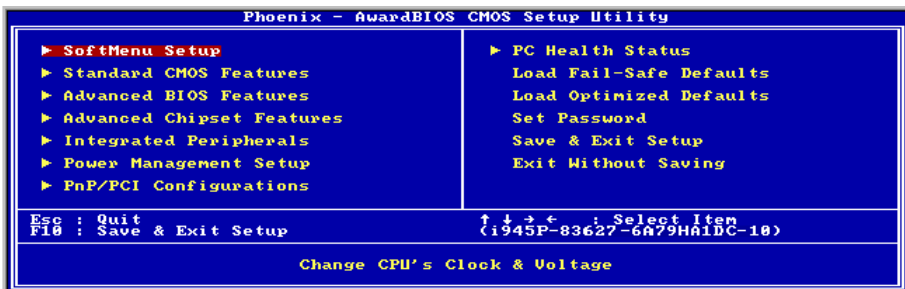 Phoenix - AwardBIOS CMOS Setup Utility
► SoftMenu Setup
► Standard CMOS Features
► Advanced BIOS Features
► Advanced Chipset Features
► Integrated Peripherals
► Power Management Setup
► PnP/PCI Configurations
► PC Health Status
Load Fail-Safe Defaults
Load Optimized Defaults
Set Password
Save & Exit Setup
Exit Without Saving
Esc : Quit
F10 : Save & Exit Setup
↑ ↓ → ← : Select Item
(i945P-83627-6A79HA1DC-10)
Change CPU's Clock & Voltage